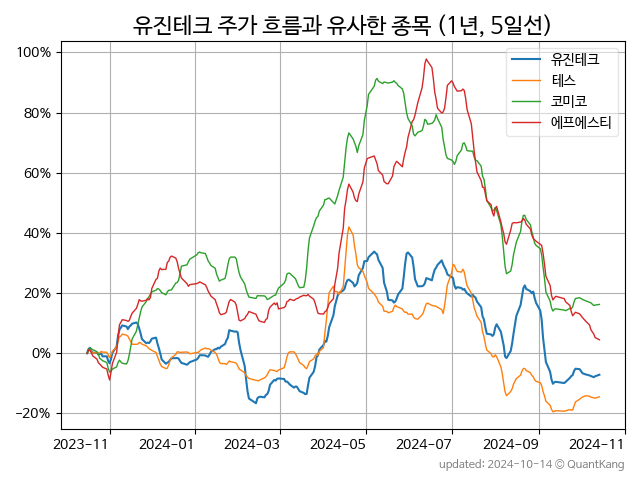 유진테크 주가 흐름과 유사한 종목 (1년, 5일선)
100%
80%
60%
40%
20%
0%
−20%
유진테크
테스
코미코
에프에스티
2023-11 2024-01 2024-03 2024-05 2024-07 2024-09 2024-11
updated: 2024-10-14 © QuantKang